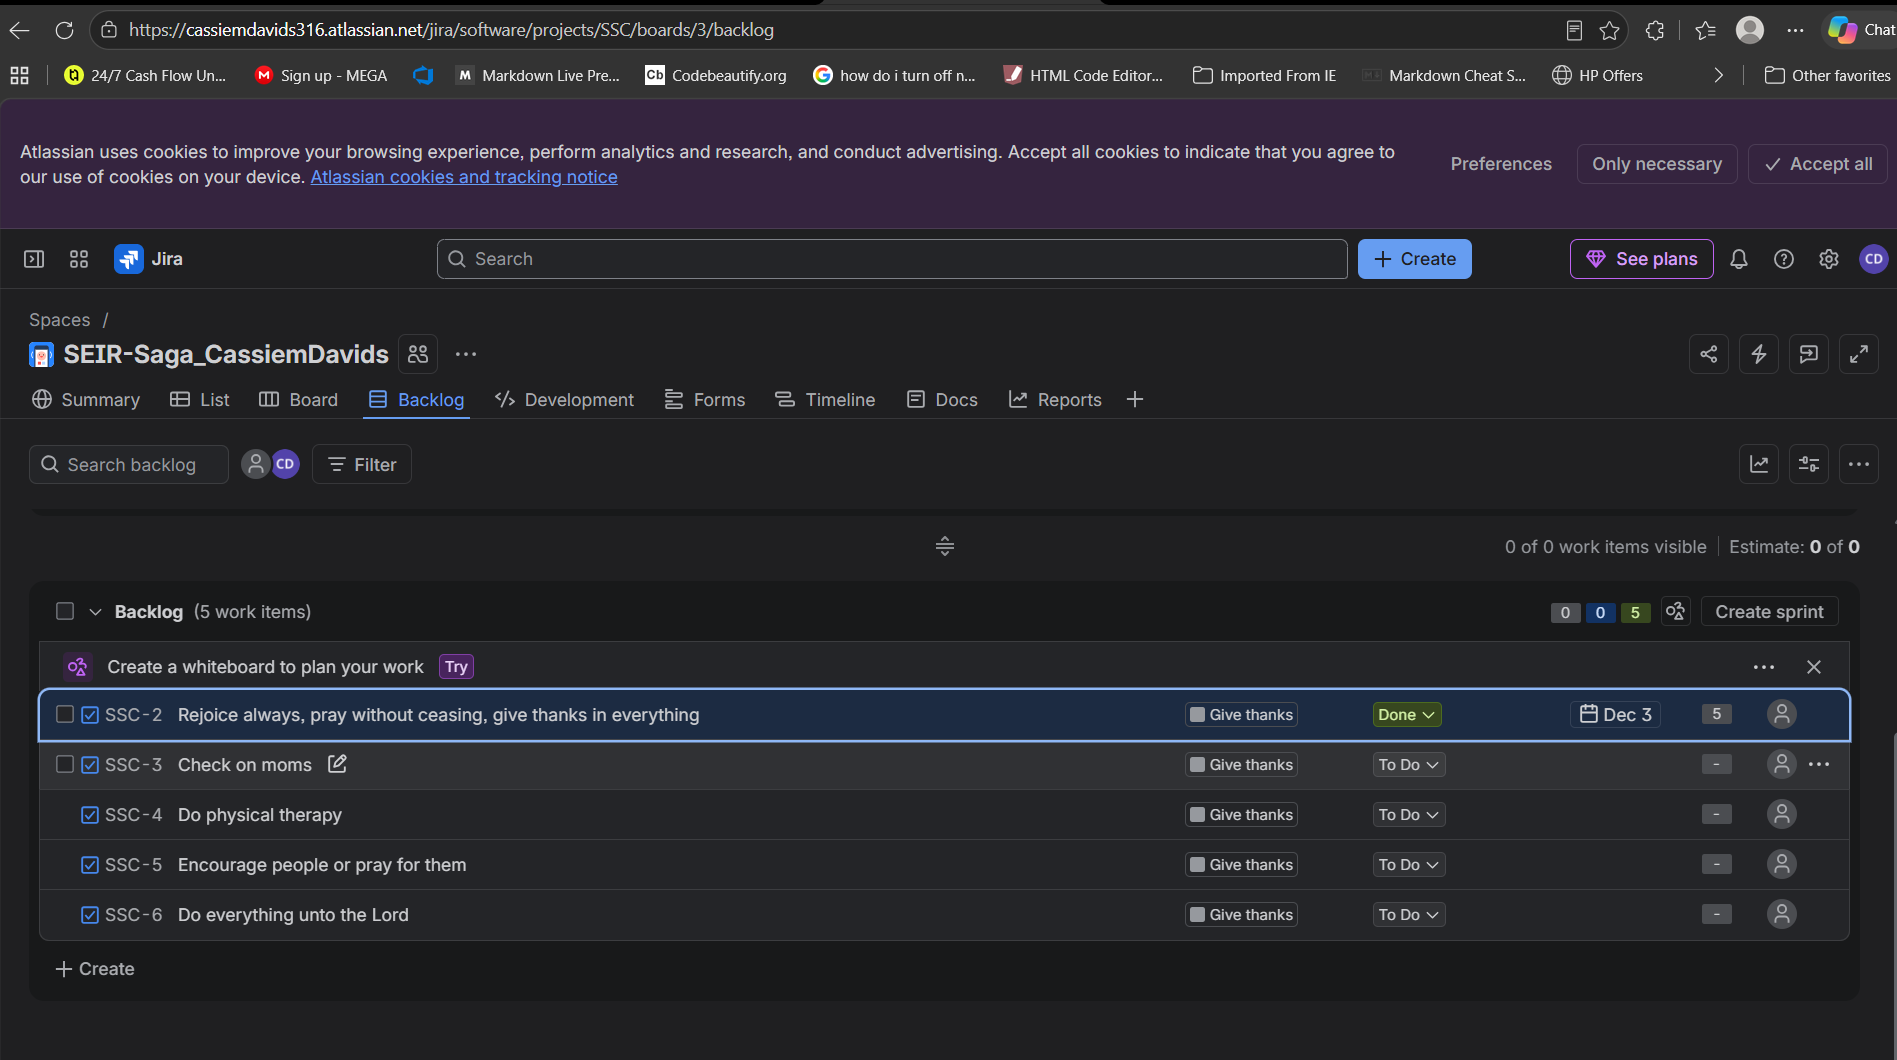 https://cassiemdavids316.atlassian.net/jira/software/projects/SSC/boards/3/backlog
Chat
24/7 Cash Flow Un...
M Sign up - MEGA
M Markdown Live Pre...
Cb Codebeautify.org
G how do i turn off n...
HTML Code Editor...
Imported From IE
Markdown Cheat S...
HP Offers
Other favorites
Atlassian uses cookies to improve your browsing experience, perform analytics and research, and conduct advertising. Accept all cookies to indicate that you agree to
our use of cookies on your device. Atlassian cookies and tracking notice
Preferences
Only necessary
Accept all
Jira
Search
Create
See plans
CD
Spaces /
SEIR-Saga_CassiemDavids
Summary
List
Board
Backlog
Development
Forms
Timeline
Docs
Reports
Search backlog
CD
Filter
0 of 0 work items visible
Estimate: 0 of 0
Backlog (5 work items)
0 0 5
Create sprint
Create a whiteboard to plan your work Try
SSC-2 Rejoice always, pray without ceasing, give thanks in everything Give thanks Done Dec 3 5
SSC-3 Check on moms Give thanks To Do -
SSC-4 Do physical therapy Give thanks To Do -
SSC-5 Encourage people or pray for them Give thanks To Do -
SSC-6 Do everything unto the Lord Give thanks To Do -
+ Create